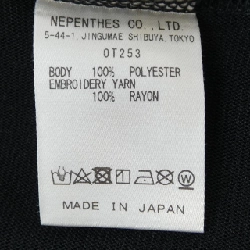 NEPENTHES CO., LTD.
5-44-1, JINGUMAE SHIBUYA, TOKYO
OT253
BODY 100% POLYESTER
EMBROIDERY YARN
100% RAYON
MADE IN JAPAN